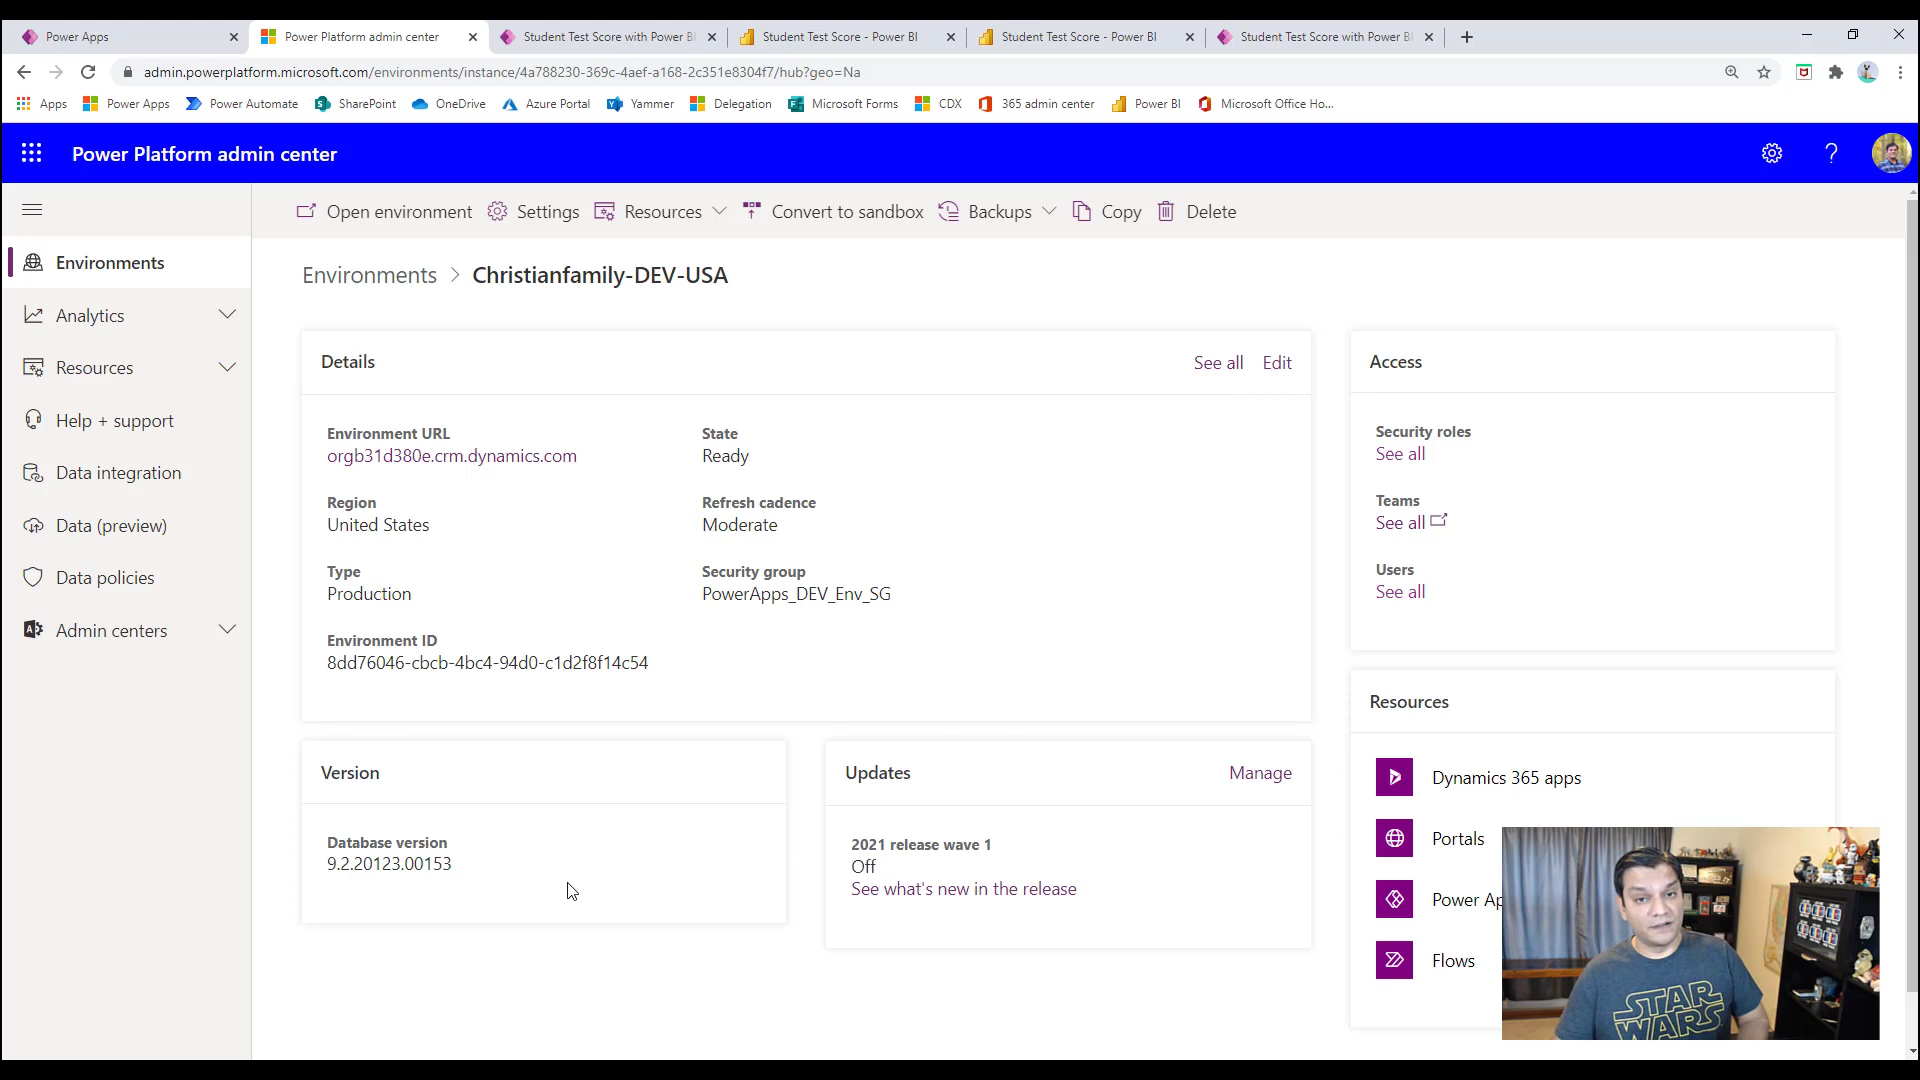 Power Apps
Power Platform admin center
Student Test Score with Power B
Student Test Score - Power BI
Student Test Score - Power BI
Student Test Score with Power B
admin.powerplatform.microsoft.com/environments/instance/4a788230-369c-4aef-a168-2c351e8304f7/hub?geo=Na
Apps
Power Apps
Power Automate
SharePoint
OneDrive
Azure Portal
Yammer
Delegation
Microsoft Forms
CDX
365 admin center
Power BI
Microsoft Office Ho...
Power Platform admin center
Open environment
Settings
Resources
Convert to sandbox
Backups
Copy
Delete
Environments
Analytics
Resources
Help + support
Data integration
Data (preview)
Data policies
Admin centers
Environments > Christianfamily-DEV-USA
Details
See all
Edit
Environment URL
orgb31d380e.crm.dynamics.com
State
Ready
Region
United States
Refresh cadence
Moderate
Type
Production
Security group
PowerApps_DEV_Env_SG
Environment ID
8dd76046-cbcb-4bc4-94d0-c1d2f8f14c54
Version
Database version
9.2.20123.00153
Updates
Manage
2021 release wave 1
Off
See what's new in the release
Access
Security roles
See all
Teams
See all
Users
See all
Resources
Dynamics 365 apps
Portals
Power Ap
Flows
STAR
WARS